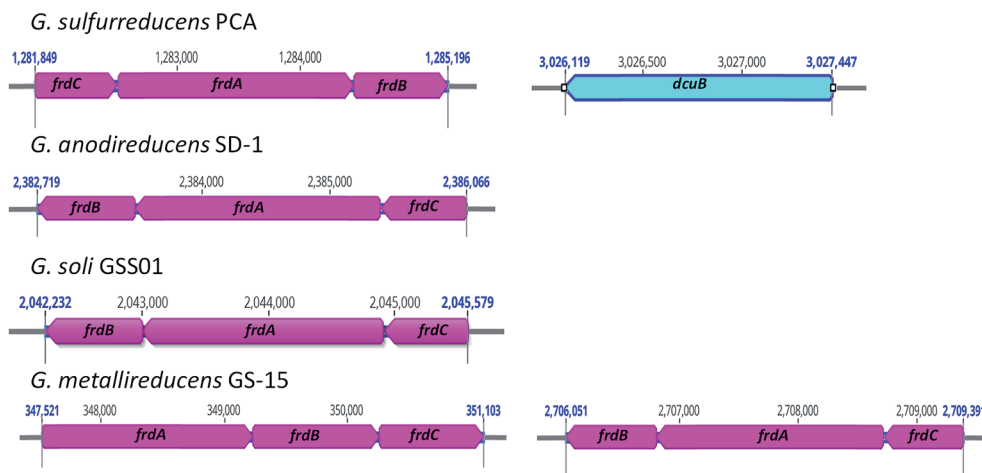 G. sulfurreducens PCA
1,281,849 1,283,000 1,284,000 1,285,196 3,026,119 3,026,500 3,027,000 3,027,447
frdC frdA frdB dcuB
G. anodireducens SD-1
2,382,719 2,384,000 2,385,000 2,386,066
frdB frdA frdC
G. soli GSS01
2,042,232 2,043,000 2,044,000 2,045,000 2,045,579
frdB frdA frdC
G. metallireducens GS-15
347,521 348,000 349,000 350,000 351,103 2,706,051 2,707,000 2,708,000 2,709,000 2,709,391
frdA frdB frdC frdB frdA frdC